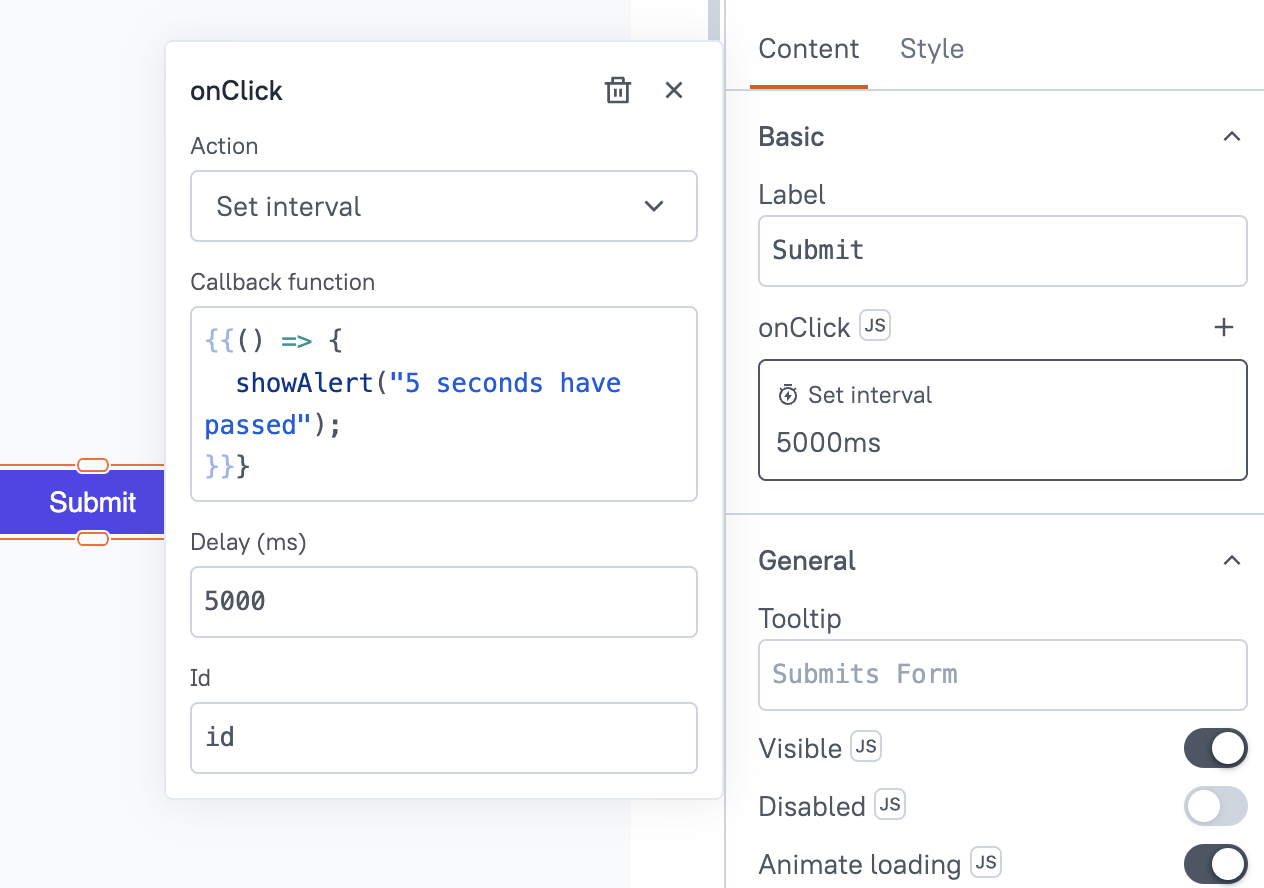 onClick
Action
Set interval
Callback function
{{() => {
  showAlert("5 seconds have
passed");
}}}
Delay (ms)
5000
Id
id
Submit
Content Style
Basic
Label
Submit
onClick JS
Set interval
5000ms
General
Tooltip
Submits Form
Visible JS
Disabled JS
Animate loading JS